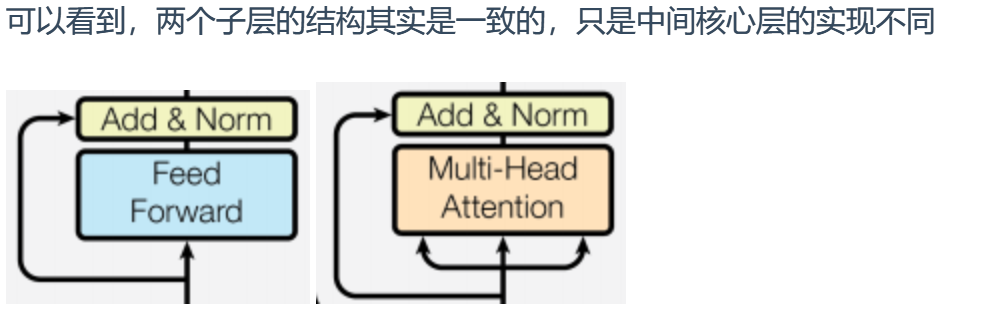 可以看到，两个子层的结构其实是一致的，只是中间核心层的实现不同
Add & Norm
Feed
Forward
Add & Norm
Multi-Head
Attention